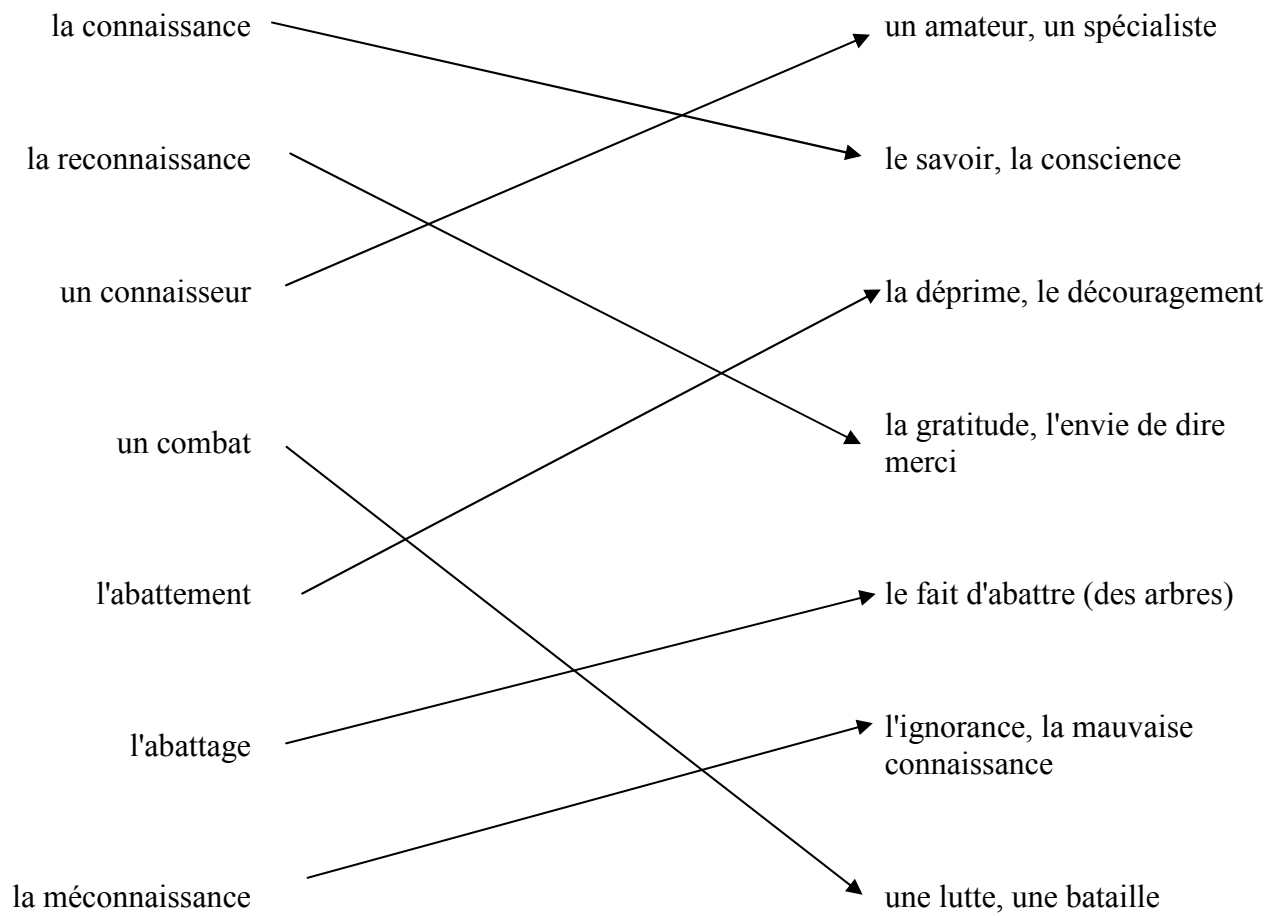 la connaissance
un amateur, un spécialiste
la reconnaissance
le savoir, la conscience
un connaisseur
la déprime, le découragement
un combat
la gratitude, l'envie de dire
merci
l'abattement
le fait d'abattre (des arbres)
l'abattage
l'ignorance, la mauvaise
connaissance
la méconnaissance
une lutte, une bataille